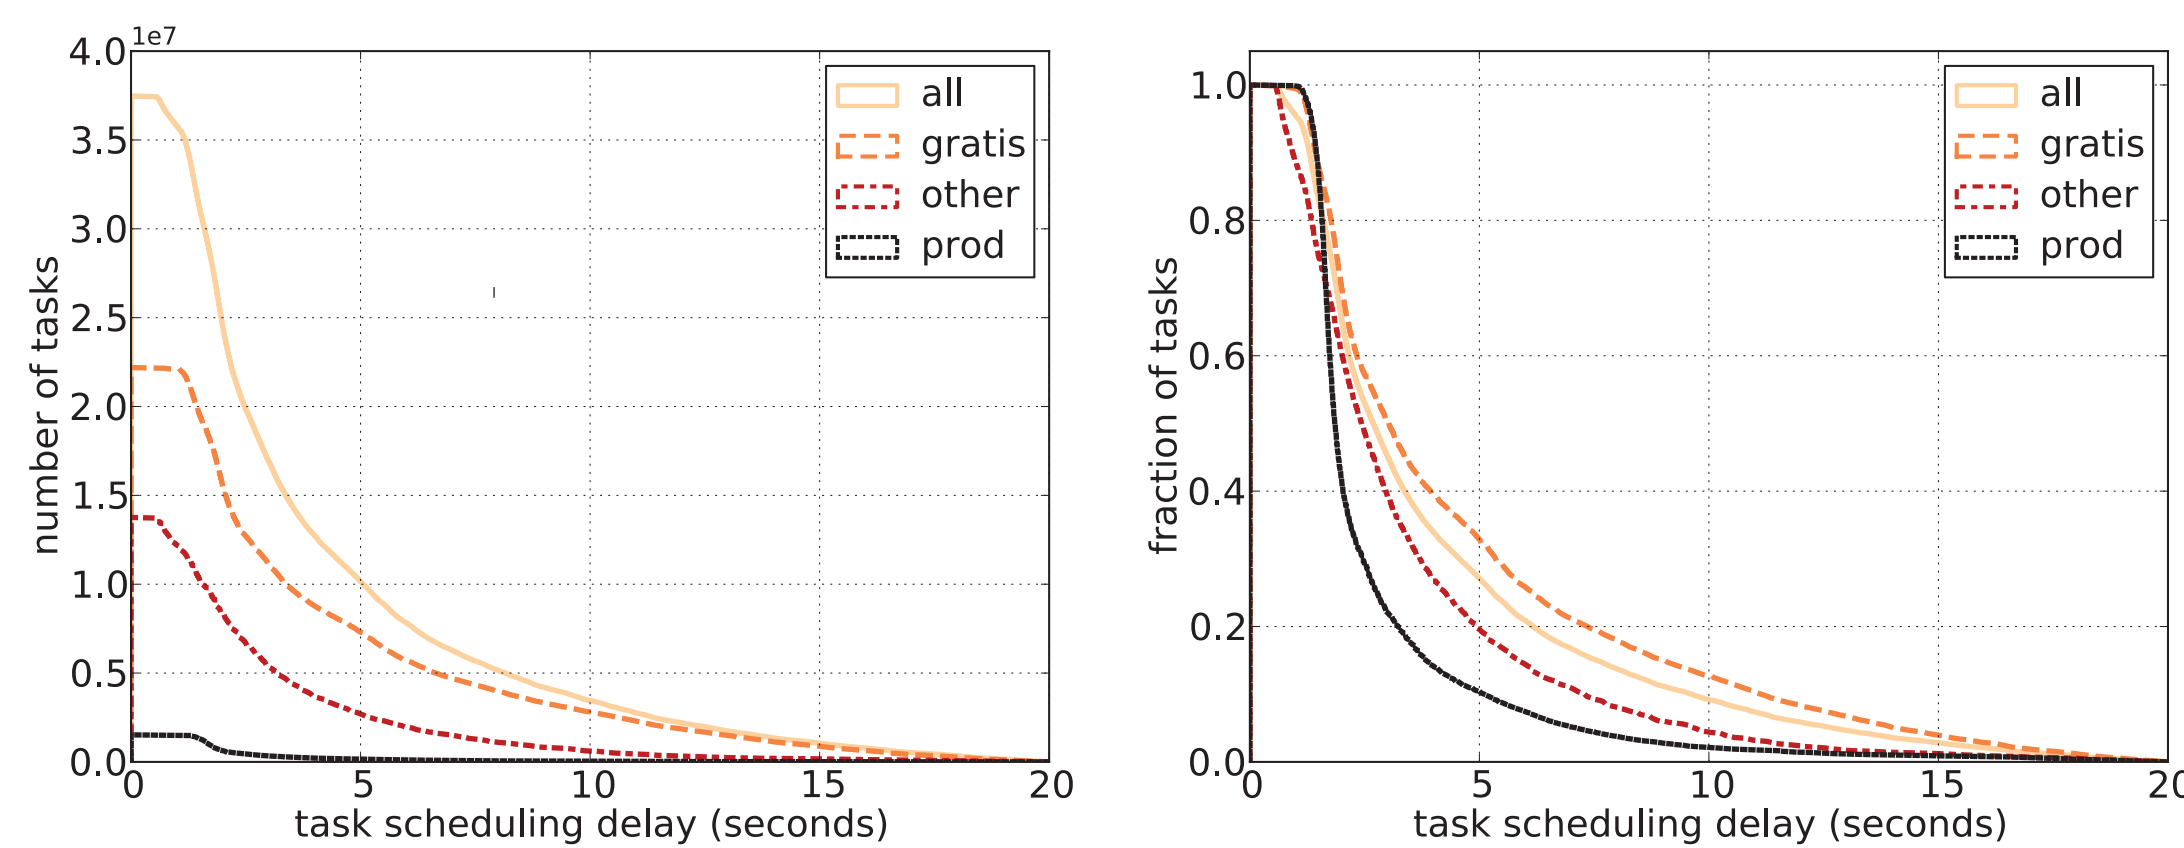 1e7
4.0
3.5
3.0
2.5
2.0
1.5
1.0
0.5
0.0
number of tasks
0 5 10 15 20
task scheduling delay (seconds)
all
gratis
other
prod
1.0
0.8
0.6
0.4
0.2
0.0
fraction of tasks
0 5 10 15 20
task scheduling delay (seconds)
all
gratis
other
prod